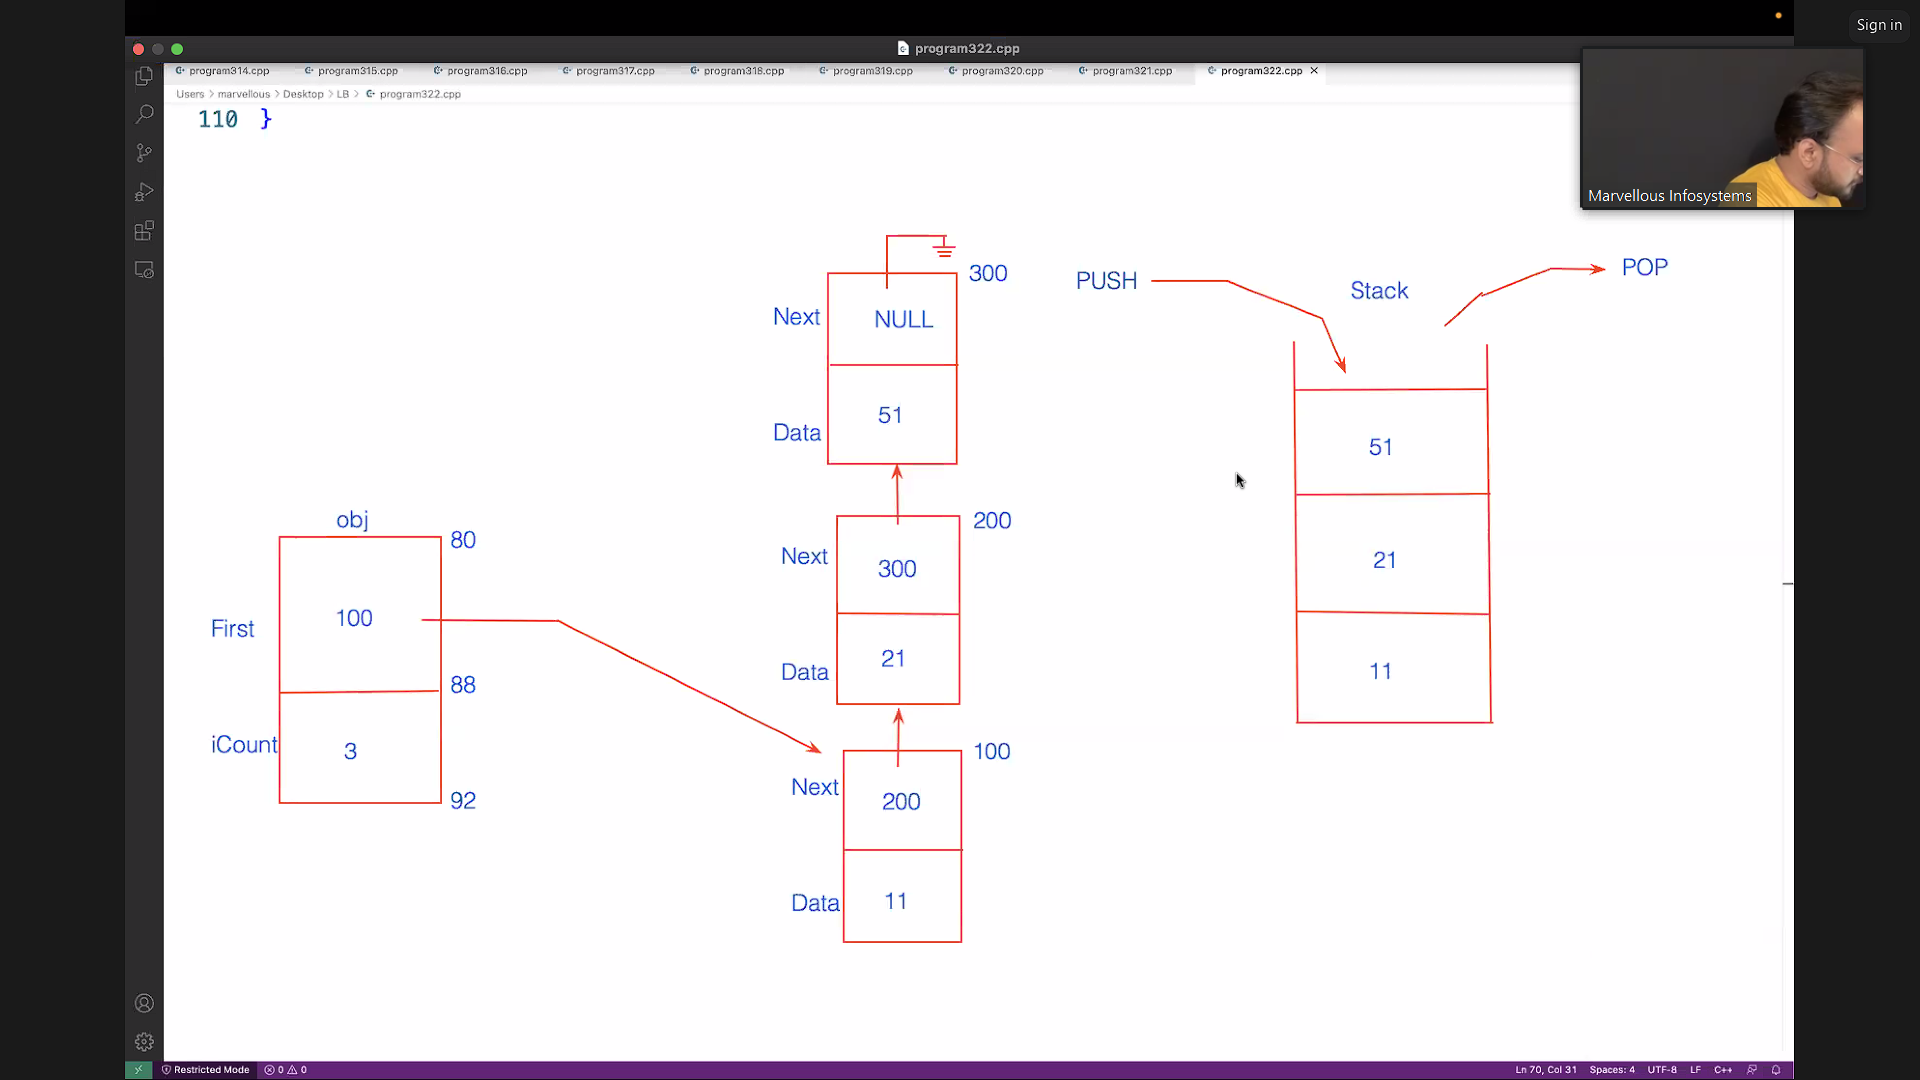 Sign in
program322.cpp
program314.cpp program315.cpp program316.cpp program317.cpp program318.cpp program319.cpp program320.cpp program321.cpp program322.cpp
Users > marvellous > Desktop > LB > program322.cpp
110 }
Marvellous Infosystems
300
Next NULL
Data 51
200
Next 300
Data 21
100
Next 200
Data 11
obj
80
First 100
88
iCount 3
92
PUSH
Stack
POP
51
21
11
Restricted Mode 0 0 Ln 70, Col 31 Spaces: 4 UTF-8 LF C++